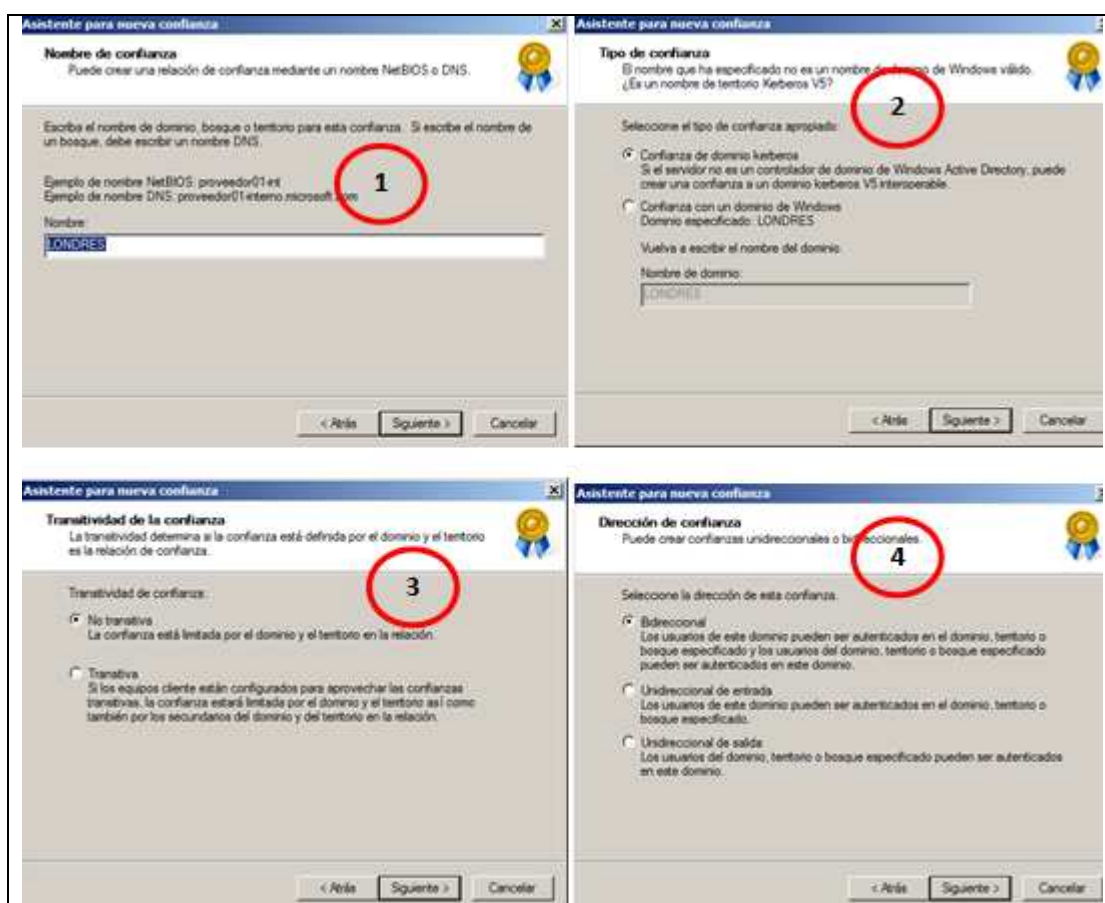 Asistente para nueva confianza
Nombre de confianza
Puede crear una relación de confianza mediante un nombre NetBIOS o DNS.
Escriba el nombre de dominio, bosque o territorio para esta confianza. Si escribe el nombre de
un bosque, debe escribir un nombre DNS.
1
Ejemplo de nombre NetBIOS: proveedor01-int
Ejemplo de nombre DNS: proveedor01-interno.microsoft.com
Nombre:
LONDRES
< Atrás
Siguiente >
Cancelar
Asistente para nueva confianza
Tipo de confianza
El nombre que ha especificado no es un nombre de dominio de Windows válido.
¿Es un nombre de territorio Kerberos V5?
2
Seleccione el tipo de confianza apropiado:
Confianza de dominio kerberos
Si el servidor no es un controlador de dominio de Windows Active Directory, puede
crear una confianza a un dominio kerberos V5 interoperable.
Confianza con un dominio de Windows
Dominio especificado: LONDRES
Vuelva a escribir el nombre del dominio.
Nombre de dominio:
LONDRES
< Atrás
Siguiente >
Cancelar
Asistente para nueva confianza
Transitividad de la confianza
La transitividad determina si la confianza está definida por el dominio y el territorio
es la relación de confianza.
3
Transitividad de confianza:
No transitiva
La confianza está limitada por el dominio y el territorio en la relación.
Transitiva
Si los equipos cliente están configurados para aprovechar las confianzas
transitivas, la confianza estará limitada por el dominio y el territorio así como
también por los secundarios del dominio y del territorio en la relación.
< Atrás
Siguiente >
Cancelar
Asistente para nueva confianza
Dirección de confianza
Puede crear confianzas unidireccionales o bidireccionales.
4
Seleccione la dirección de esta confianza.
Bidireccional
Los usuarios de este dominio pueden ser autenticados en el dominio, territorio o
bosque especificado y los usuarios del dominio, territorio o bosque especificado
pueden ser autenticados en este dominio.
Unidireccional de entrada
Los usuarios de este dominio pueden ser autenticados en el dominio, territorio o
bosque especificado.
Unidireccional de salida
Los usuarios del dominio, territorio o bosque especificado pueden ser autenticados
en este dominio.
< Atrás
Siguiente >
Cancelar